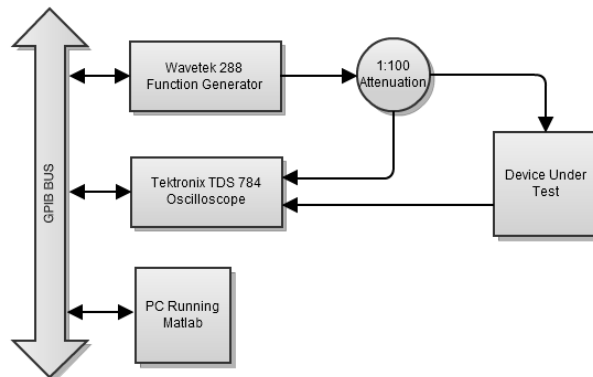 Wavetek 288
Function Generator
1:100
Attenuation
GPIB BUS
Tektronix TDS 784
Oscilloscope
Device Under
Test
PC Running
Matlab